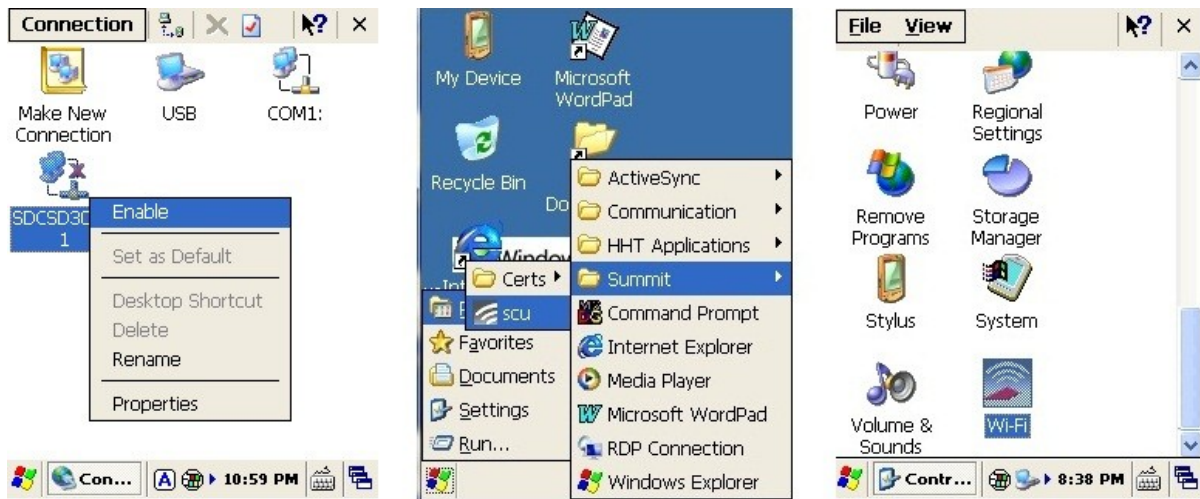 Connection
Make New Connection
USB
COM1:
SDCSD30
1
Enable
Set as Default
Desktop Shortcut
Delete
Rename
Properties
Con...
A
10:59 PM
My Device
Microsoft WordPad
Recycle Bin
Do
Window
Int
Certs
scu
Favorites
Documents
Settings
Run...
ActiveSync
Communication
HHT Applications
Summit
Command Prompt
Internet Explorer
Media Player
Microsoft WordPad
RDP Connection
Windows Explorer
File View
Power
Regional Settings
Remove Programs
Storage Manager
Stylus
System
Volume & Sounds
Wi-Fi
Contr...
8:38 PM